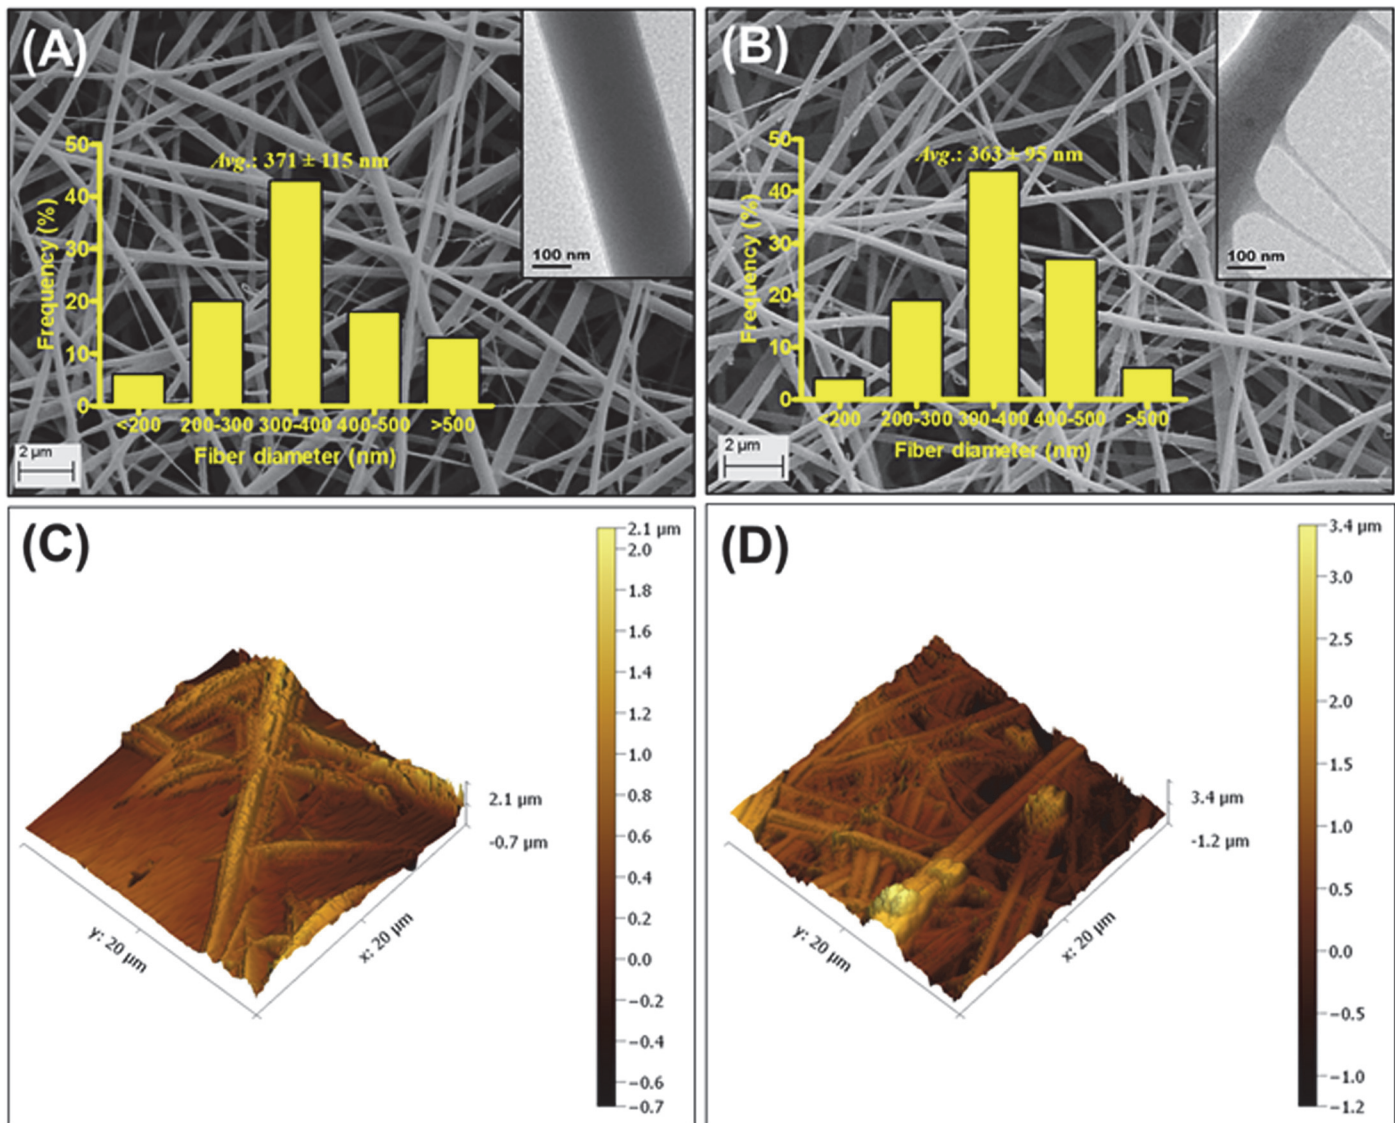 (A)
50
40
30
20
10
0
Frequency (%)
Avg.: 371 ± 115 nm
<200 200-300 300-400 400-500 >500
Fiber diameter (nm)
100 nm
2 µm
(B)
50
40
30
20
10
0
Frequency (%)
Avg.: 363 ± 95 nm
<200 200-300 300-400 400-500 >500
Fiber diameter (nm)
100 nm
2 µm
(C)
2.1 µm
2.0
1.8
1.6
1.4
1.2
1.0
0.8
0.6
0.4
0.2
0.0
−0.2
−0.4
−0.6
−0.7
2.1 µm
-0.7 µm
y: 20 µm
x: 20 µm
(D)
3.4 µm
3.0
2.5
2.0
1.5
1.0
0.5
0.0
−0.5
−1.0
−1.2
3.4 µm
-1.2 µm
y: 20 µm
x: 20 µm